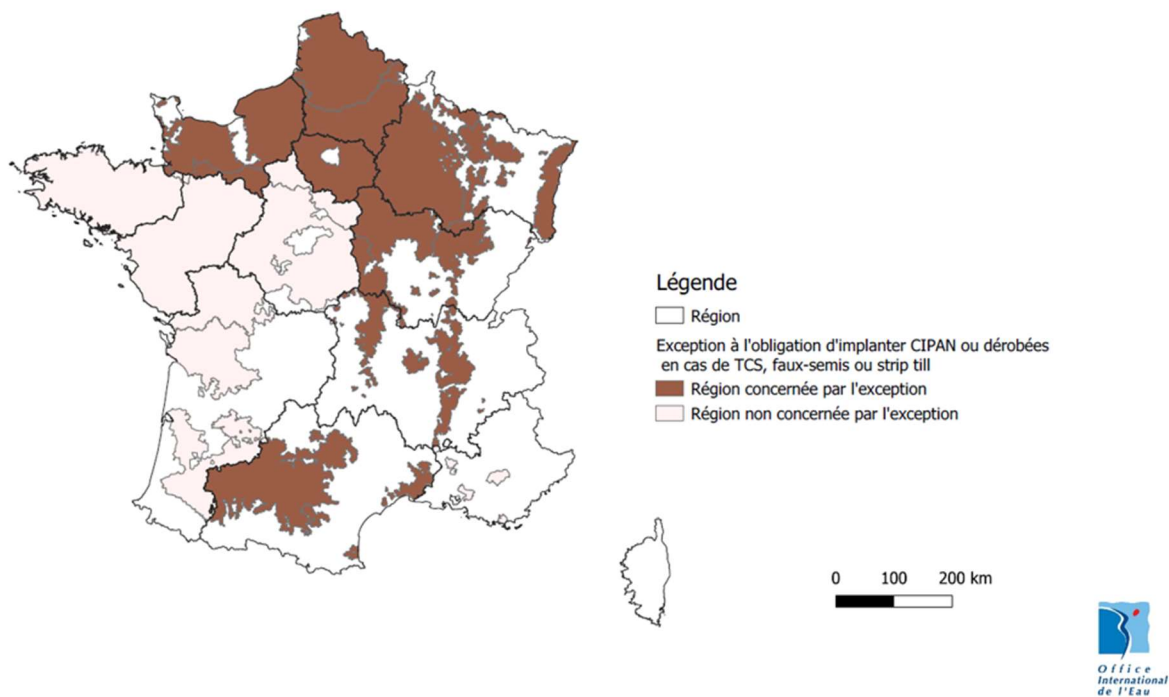 Légende
Région
Exception à l'obligation d'implanter CIPAN ou dérobées
en cas de TCS, faux-semis ou strip till
Région concernée par l'exception
Région non concernée par l'exception
0 100 200 km
Office
International
de l'Eau